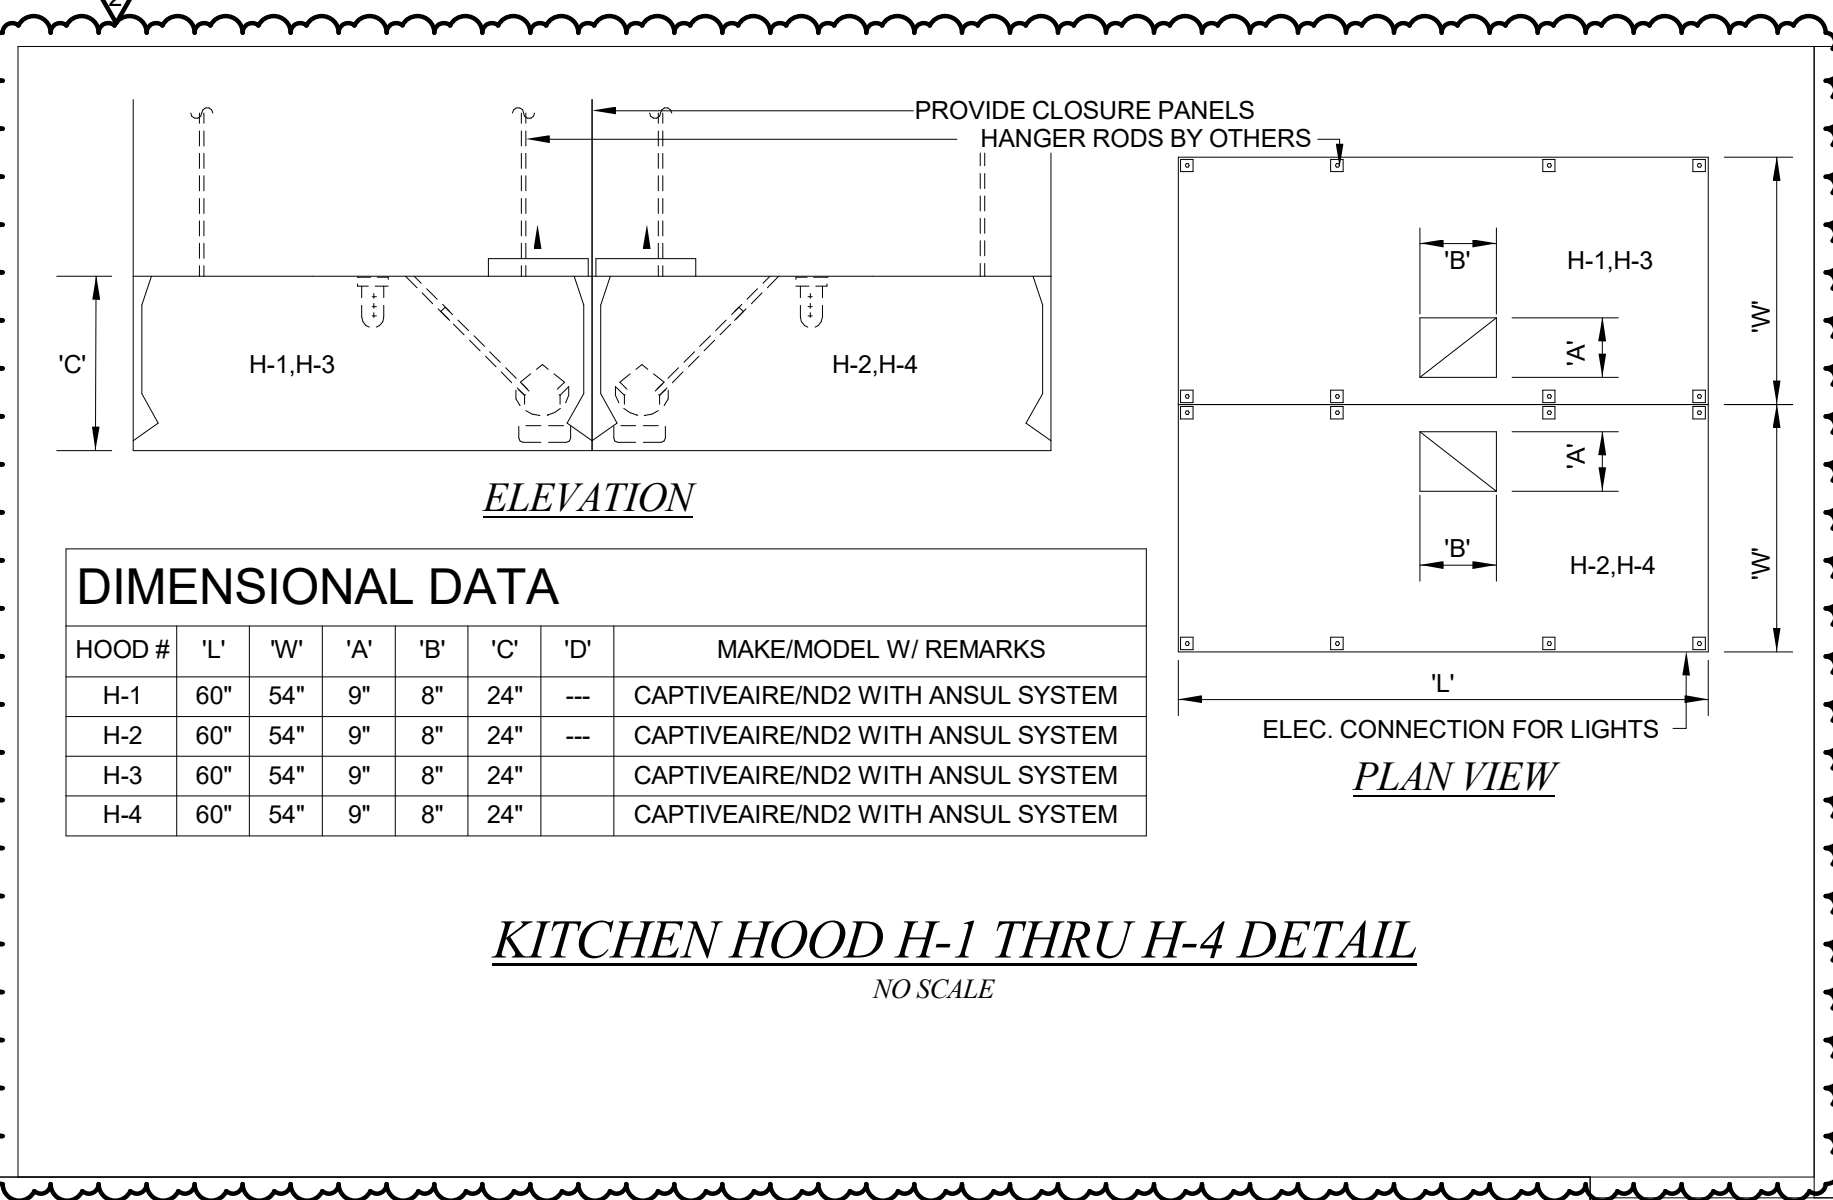 2
PROVIDE CLOSURE PANELS
HANGER RODS BY OTHERS
'C'
H-1,H-3
H-2,H-4
ELEVATION
'B'
H-1,H-3
'W'
'A'
'A'
'B'
H-2,H-4
'W'
'L'
ELEC. CONNECTION FOR LIGHTS
PLAN VIEW
DIMENSIONAL DATA
HOOD # 'L' 'W' 'A' 'B' 'C' 'D' MAKE/MODEL W/ REMARKS
H-1 60" 54" 9" 8" 24" --- CAPTIVEAIRE/ND2 WITH ANSUL SYSTEM
H-2 60" 54" 9" 8" 24" --- CAPTIVEAIRE/ND2 WITH ANSUL SYSTEM
H-3 60" 54" 9" 8" 24" CAPTIVEAIRE/ND2 WITH ANSUL SYSTEM
H-4 60" 54" 9" 8" 24" CAPTIVEAIRE/ND2 WITH ANSUL SYSTEM
KITCHEN HOOD H-1 THRU H-4 DETAIL
NO SCALE